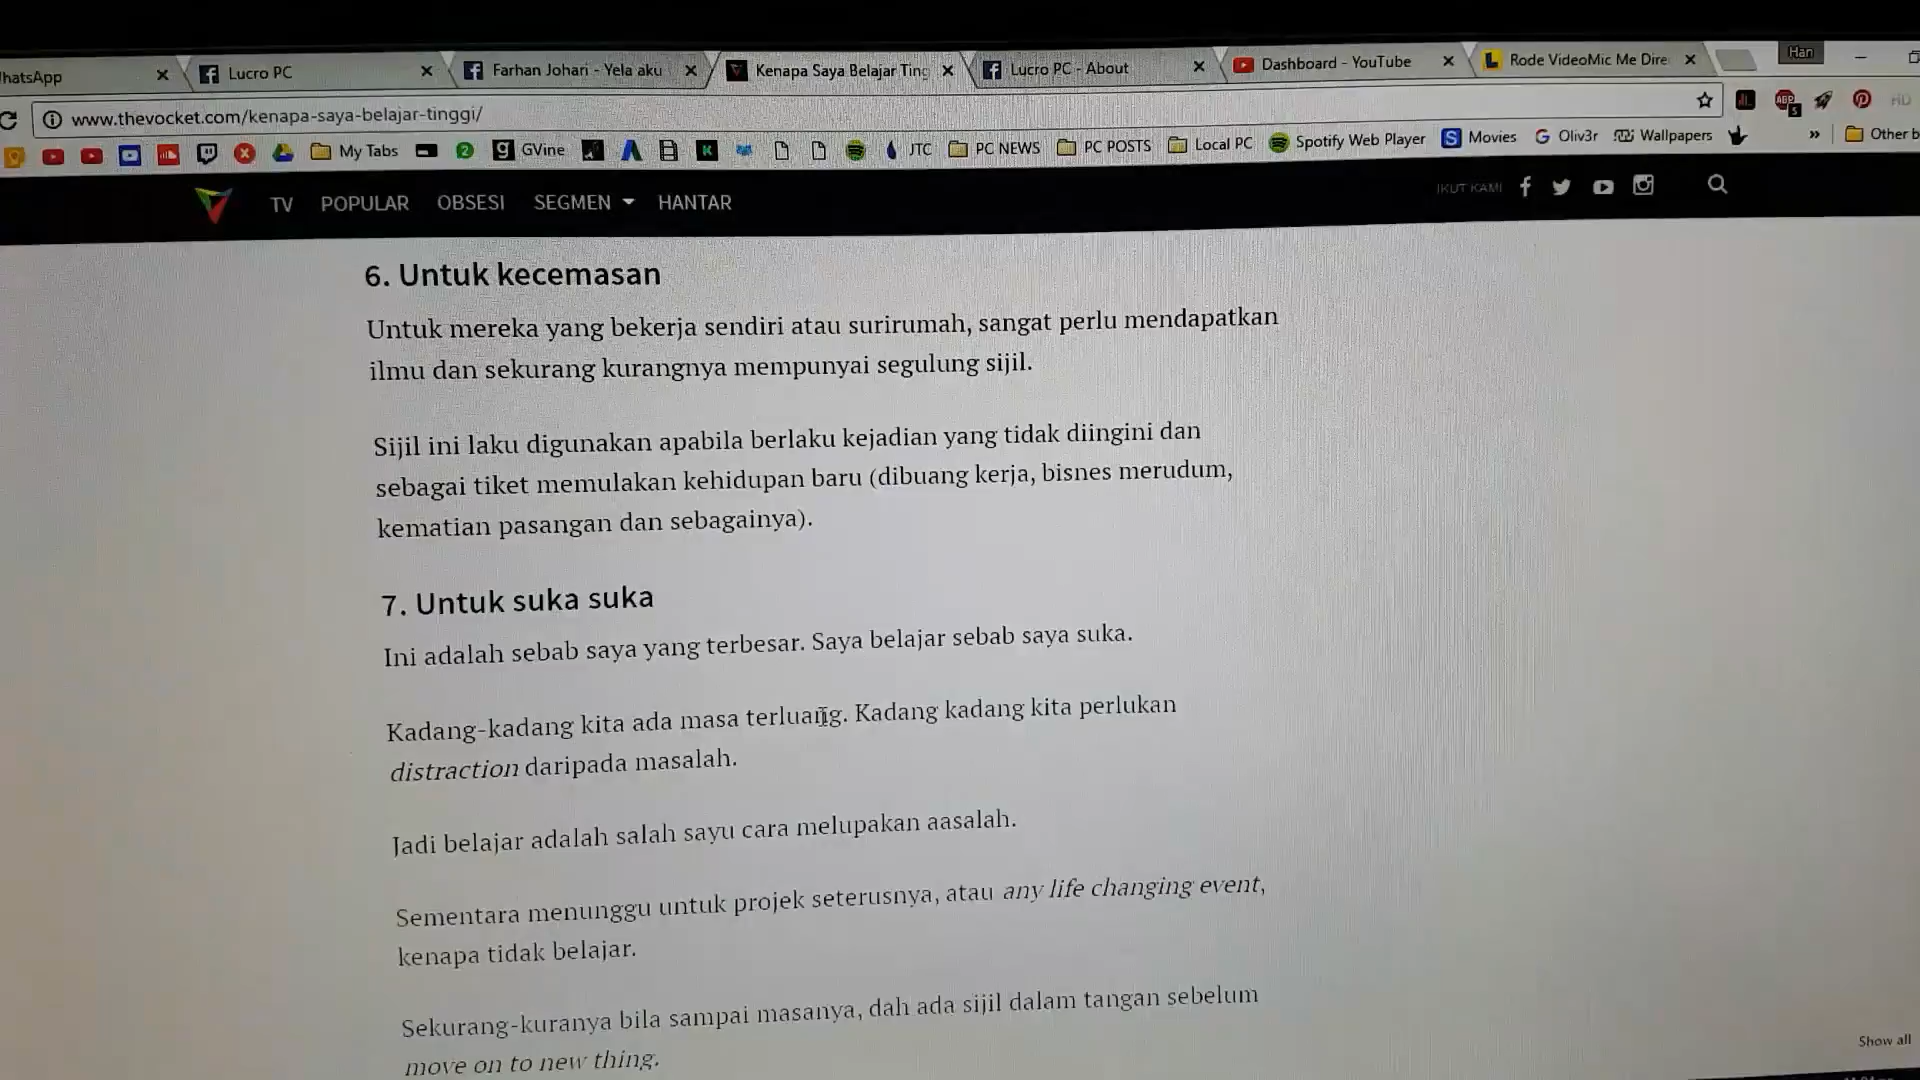 hatsApp
Lucro PC
Farhan Johari - Yela aku
Kenapa Saya Belajar Ting
Lucro PC - About
Dashboard - YouTube
Rode VideoMic Me Dire
Han
www.thevocket.com/kenapa-saya-belajar-tinggi/
ABP
5
HD
My Tabs
2
GVine
K
JTC
PC NEWS
PC POSTS
Local PC
Spotify Web Player
S Movies
G Oliv3r
Wallpapers
»
Other b
TV
POPULAR
OBSESI
SEGMEN
HANTAR
IKUT KAMI
6. Untuk kecemasan
Untuk mereka yang bekerja sendiri atau surirumah, sangat perlu mendapatkan
ilmu dan sekurang kurangnya mempunyai segulung sijil.
Sijil ini laku digunakan apabila berlaku kejadian yang tidak diingini dan
sebagai tiket memulakan kehidupan baru (dibuang kerja, bisnes merudum,
kematian pasangan dan sebagainya).
7. Untuk suka suka
Ini adalah sebab saya yang terbesar. Saya belajar sebab saya suka.
Kadang-kadang kita ada masa terluang. Kadang kadang kita perlukan
distraction daripada masalah.
Jadi belajar adalah salah sayu cara melupakan aasalah.
Sementara menunggu untuk projek seterusnya, atau any life changing event,
kenapa tidak belajar.
Sekurang-kuranya bila sampai masanya, dah ada sijil dalam tangan sebelum
move on to new thing.
Show all